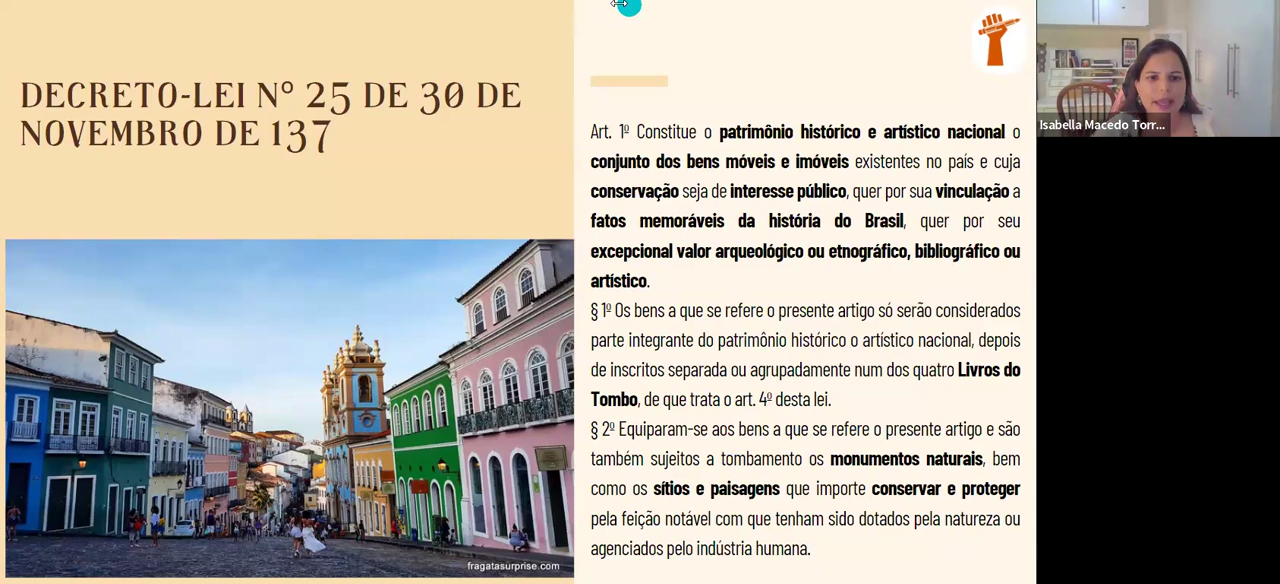 DECRETO-LEI Nº 25 DE 30 DE
NOVEMBRO DE 137
fragatasurprise.com
Art. 1º Constitue o patrimônio histórico e artístico nacional o
conjunto dos bens móveis e imóveis existentes no país e cuja
conservação seja de interesse público, quer por sua vinculação a
fatos memoráveis da história do Brasil, quer por seu
excepcional valor arqueológico ou etnográfico, bibliográfico ou
artístico.
§ 1º Os bens a que se refere o presente artigo só serão considerados
parte integrante do patrimônio histórico o artístico nacional, depois
de inscritos separada ou agrupadamente num dos quatro Livros do
Tombo, de que trata o art. 4º desta lei.
§ 2º Equiparam-se aos bens a que se refere o presente artigo e são
também sujeitos a tombamento os monumentos naturais, bem
como os sítios e paisagens que importe conservar e proteger
pela feição notável com que tenham sido dotados pela natureza ou
agenciados pelo indústria humana.
Isabella Macedo Torr...